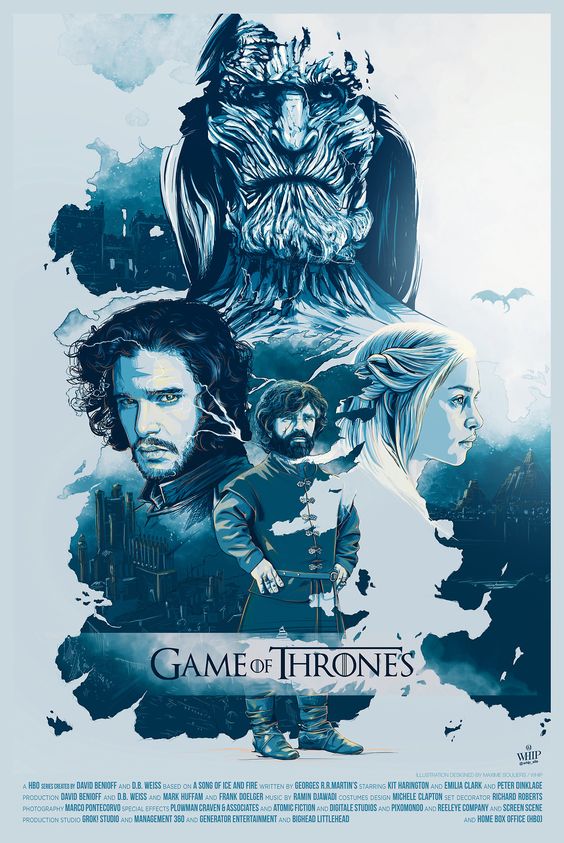 GAME OF THRONES
WHIP
ILLUSTRATION DESIGNED BY MAXIME BOULIERS / WHIP
A HBO SERIES CREATED BY DAVID BENIOFF AND D.B. WEISS BASED ON A SONG OF ICE AND FIRE WRITTEN BY GEORGES R.R.MARTIN'S STARRING KIT HARINGTON AND EMILIA CLARK AND PETER DINKLAGE
PRODUCTION DAVID BENIOFF AND D.B. WEISS AND MARK HUFFAM AND FRANK DOELGER MUSIC BY RAMIN DJAWADI COSTUMES DESIGN MICHELE CLAPTON SET DECORATOR RICHARD ROBERTS
PHOTOGRAPHY MARCO PONTECORVO SPECIAL EFFECTS PLOWMAN CRAVEN & ASSOCIATES AND ATOMIC FICTION AND DIGITALE STUDIOS AND PIXOMONDO AND REELEYE COMPANY AND SCREEN SCENE
PRODUCTION STUDIO GROK! STUDIO AND MANAGEMENT 360 AND GENERATOR ENTERTAINMENT AND BIGHEAD LITTLEHEAD AND HOME BOX OFFICE (HBO)